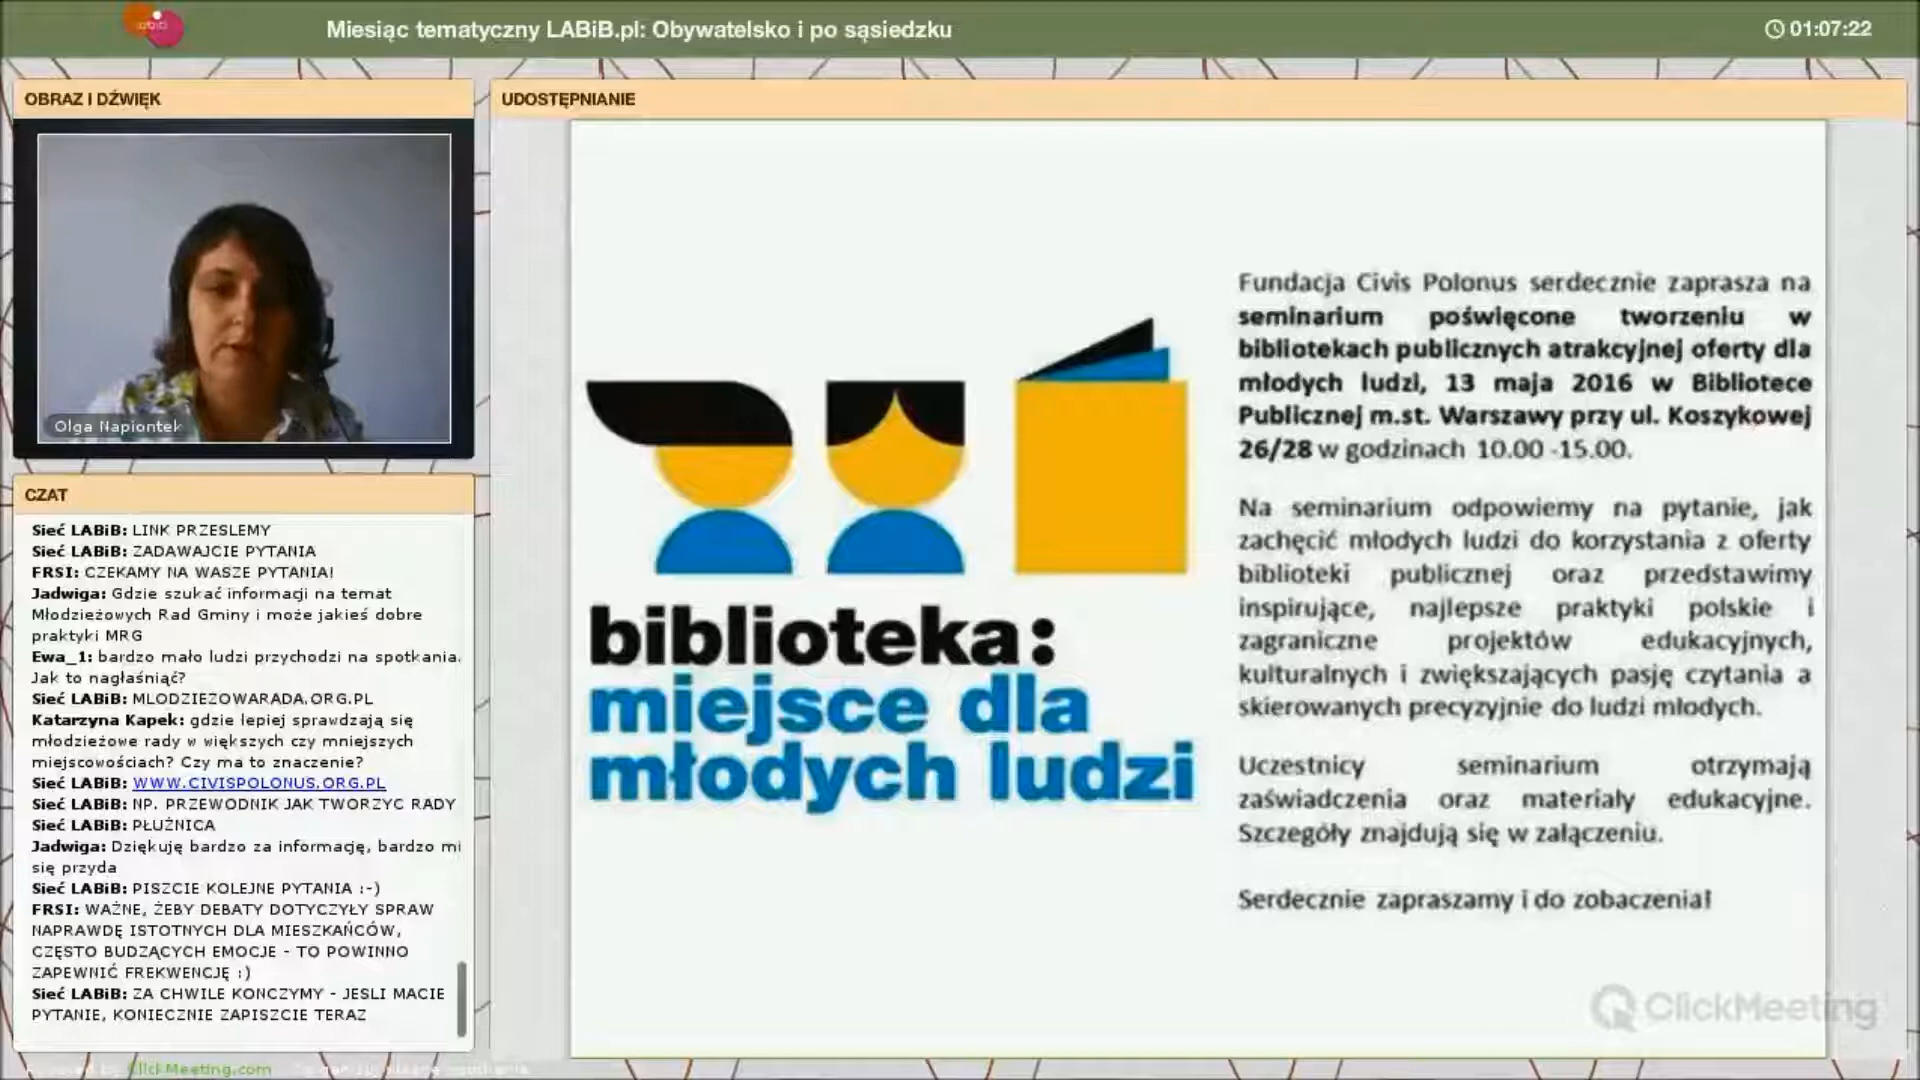 Miesiąc tematyczny LABiB.pl: Obywatelsko i po sąsiedzku
01:07:22
OBRAZ I DŹWIĘK
Olga Napiontek
CZAT
Sieć LABiB: LINK PRZESLEMY
Sieć LABiB: ZADAWAJCIE PYTANIA
FRSI: CZEKAMY NA WASZE PYTANIA!
Jadwiga: Gdzie szukać informacji na temat
Młodzieżowych Rad Gminy i może jakieś dobre
praktyki MRG
Ewa_1: bardzo mało ludzi przychodzi na spotkania.
Jak to nagłaśniąć?
Sieć LABiB: MLODZIEZOWARADA.ORG.PL
Katarzyna Kapek: gdzie lepiej sprawdzają się
młodzieżowe rady w większych czy mniejszych
miejscowościach? Czy ma to znaczenie?
Sieć LABiB: WWW.CIVISPOLONUS.ORG.PL
Sieć LABiB: NP. PRZEWODNIK JAK TWORZYC RADY
Sieć LABiB: PŁUŻNICA
Jadwiga: Dziękuję bardzo za informację, bardzo mi
się przyda
Sieć LABiB: PISZCIE KOLEJNE PYTANIA :-)
FRSI: WAŻNE, ŻEBY DEBATY DOTYCZYŁY SPRAW
NAPRAWDĘ ISTOTNYCH DLA MIESZKAŃCÓW,
CZĘSTO BUDZĄCYCH EMOCJE - TO POWINNO
ZAPEWNIĆ FREKWENCJĘ :)
Sieć LABiB: ZA CHWILE KONCZYMY - JESLI MACIE
PYTANIE, KONIECZNIE ZAPISZCIE TERAZ
ClickMeeting.com
UDOSTĘPNIANIE
biblioteka:
miejsce dla
młodych ludzi
Fundacja Civis Polonus serdecznie zaprasza na
seminarium poświęcone tworzeniu w
bibliotekach publicznych atrakcyjnej oferty dla
młodych ludzi, 13 maja 2016 w Bibliotece
Publicznej m.st. Warszawy przy ul. Koszykowej
26/28 w godzinach 10.00 -15.00.
Na seminarium odpowiemy na pytanie, jak
zachęcić młodych ludzi do korzystania z oferty
biblioteki publicznej oraz przedstawimy
inspirujące, najlepsze praktyki polskie i
zagraniczne projektów edukacyjnych,
kulturalnych i zwiększających pasję czytania a
skierowanych precyzyjnie do ludzi młodych.
Uczestnicy seminarium otrzymają
zaświadczenia oraz materiały edukacyjne.
Szczegóły znajdują się w załączeniu.
Serdecznie zapraszamy i do zobaczenia!
ClickMeeting